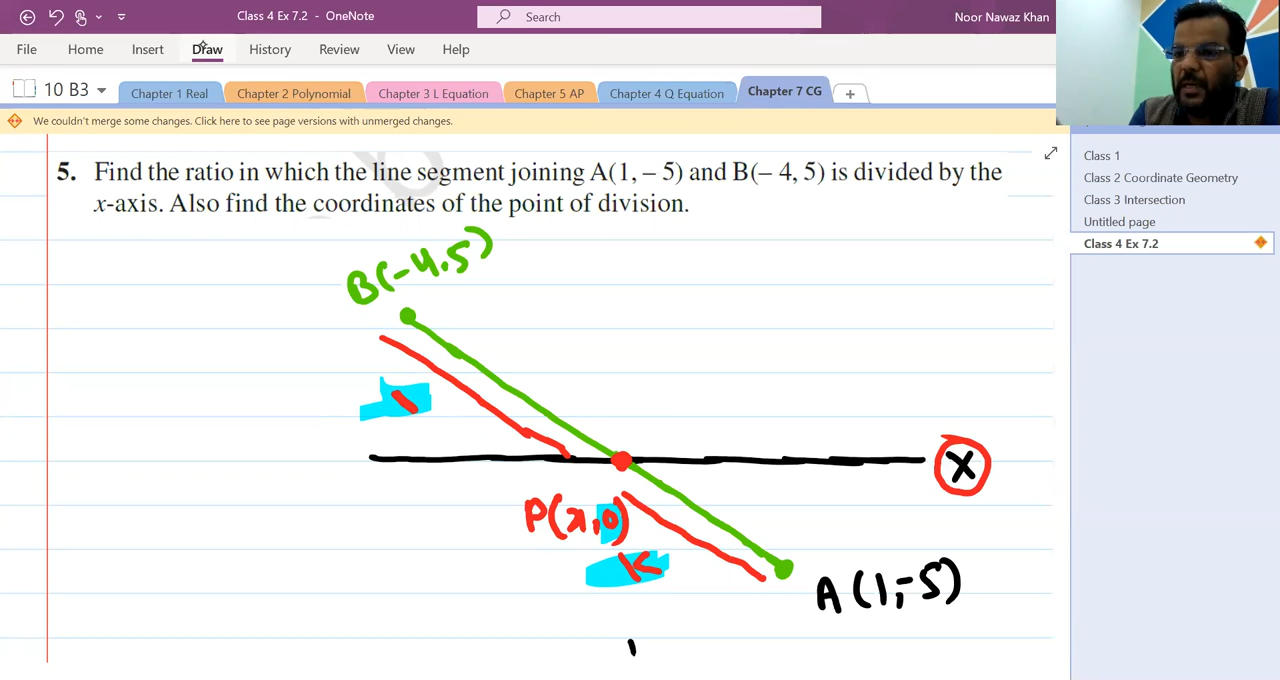 Class 4 Ex 7.2 - OneNote
Search
Noor Nawaz Khan
File Home Insert Draw History Review View Help
10 B3
Chapter 1 Real
Chapter 2 Polynomial
Chapter 3 L Equation
Chapter 5 AP
Chapter 4 Q Equation
Chapter 7 CG
We couldn't merge some changes. Click here to see page versions with unmerged changes.
Class 1
Class 2 Coordinate Geometry
Class 3 Intersection
Untitled page
Class 4 Ex 7.2
5. Find the ratio in which the line segment joining A(1, – 5) and B(– 4, 5) is divided by the
x-axis. Also find the coordinates of the point of division.
B(-4,5)
1
X
P(x,0)
K
A(1,-5)